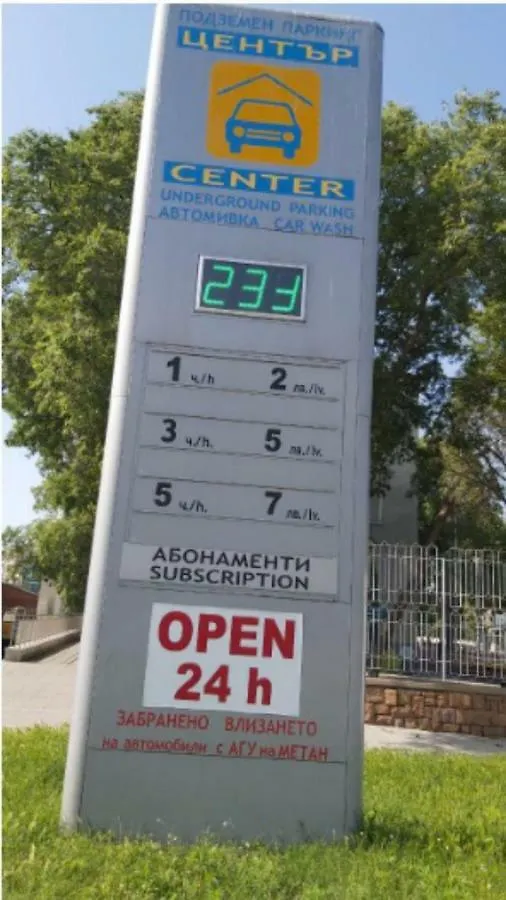 ПОДЗЕМЕН ПАРКИНГ
ЦЕНТЪР
CENTER
UNDERGROUND PARKING
АВТОМИВКА CAR WASH
1 ч./h 2 лв./lv.
3 ч./h. 5 лв./lv.
5 ч./h. 7 лв./lv.
АБОНАМЕНТИ
SUBSCRIPTION
OPEN
24 h
ЗАБРАНЕНО ВЛИЗАНЕТО
на автомобили с АГУ на МЕТАН